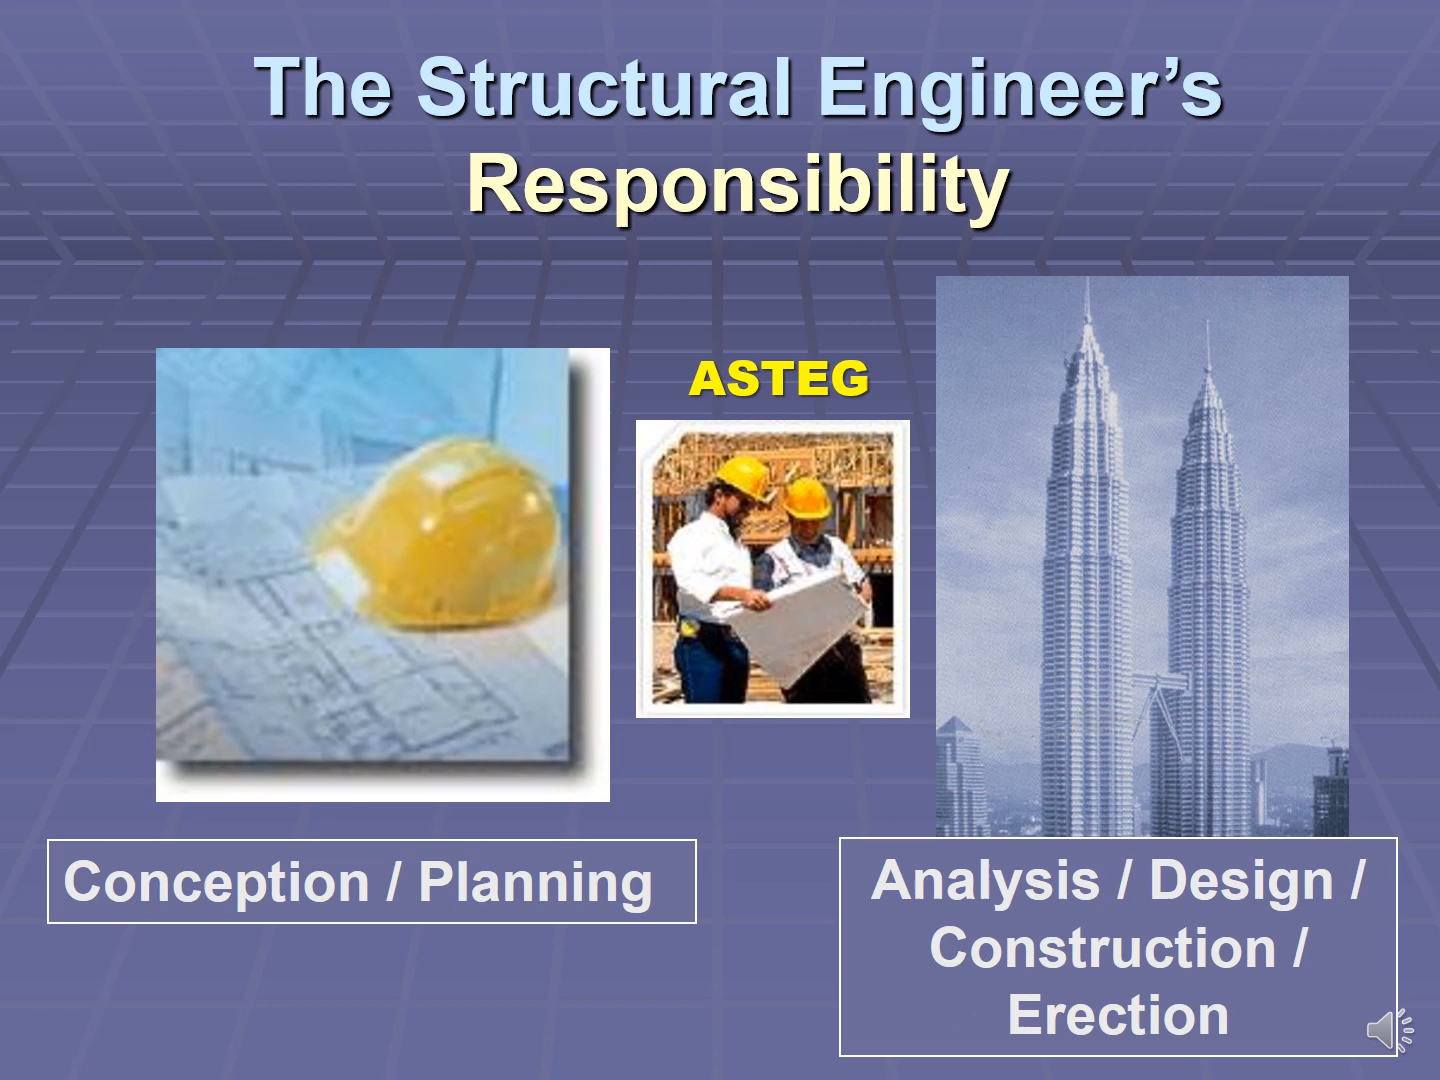 The Structural Engineer’s
Responsibility
ASTEG
Conception / Planning
Analysis / Design /
Construction /
Erection